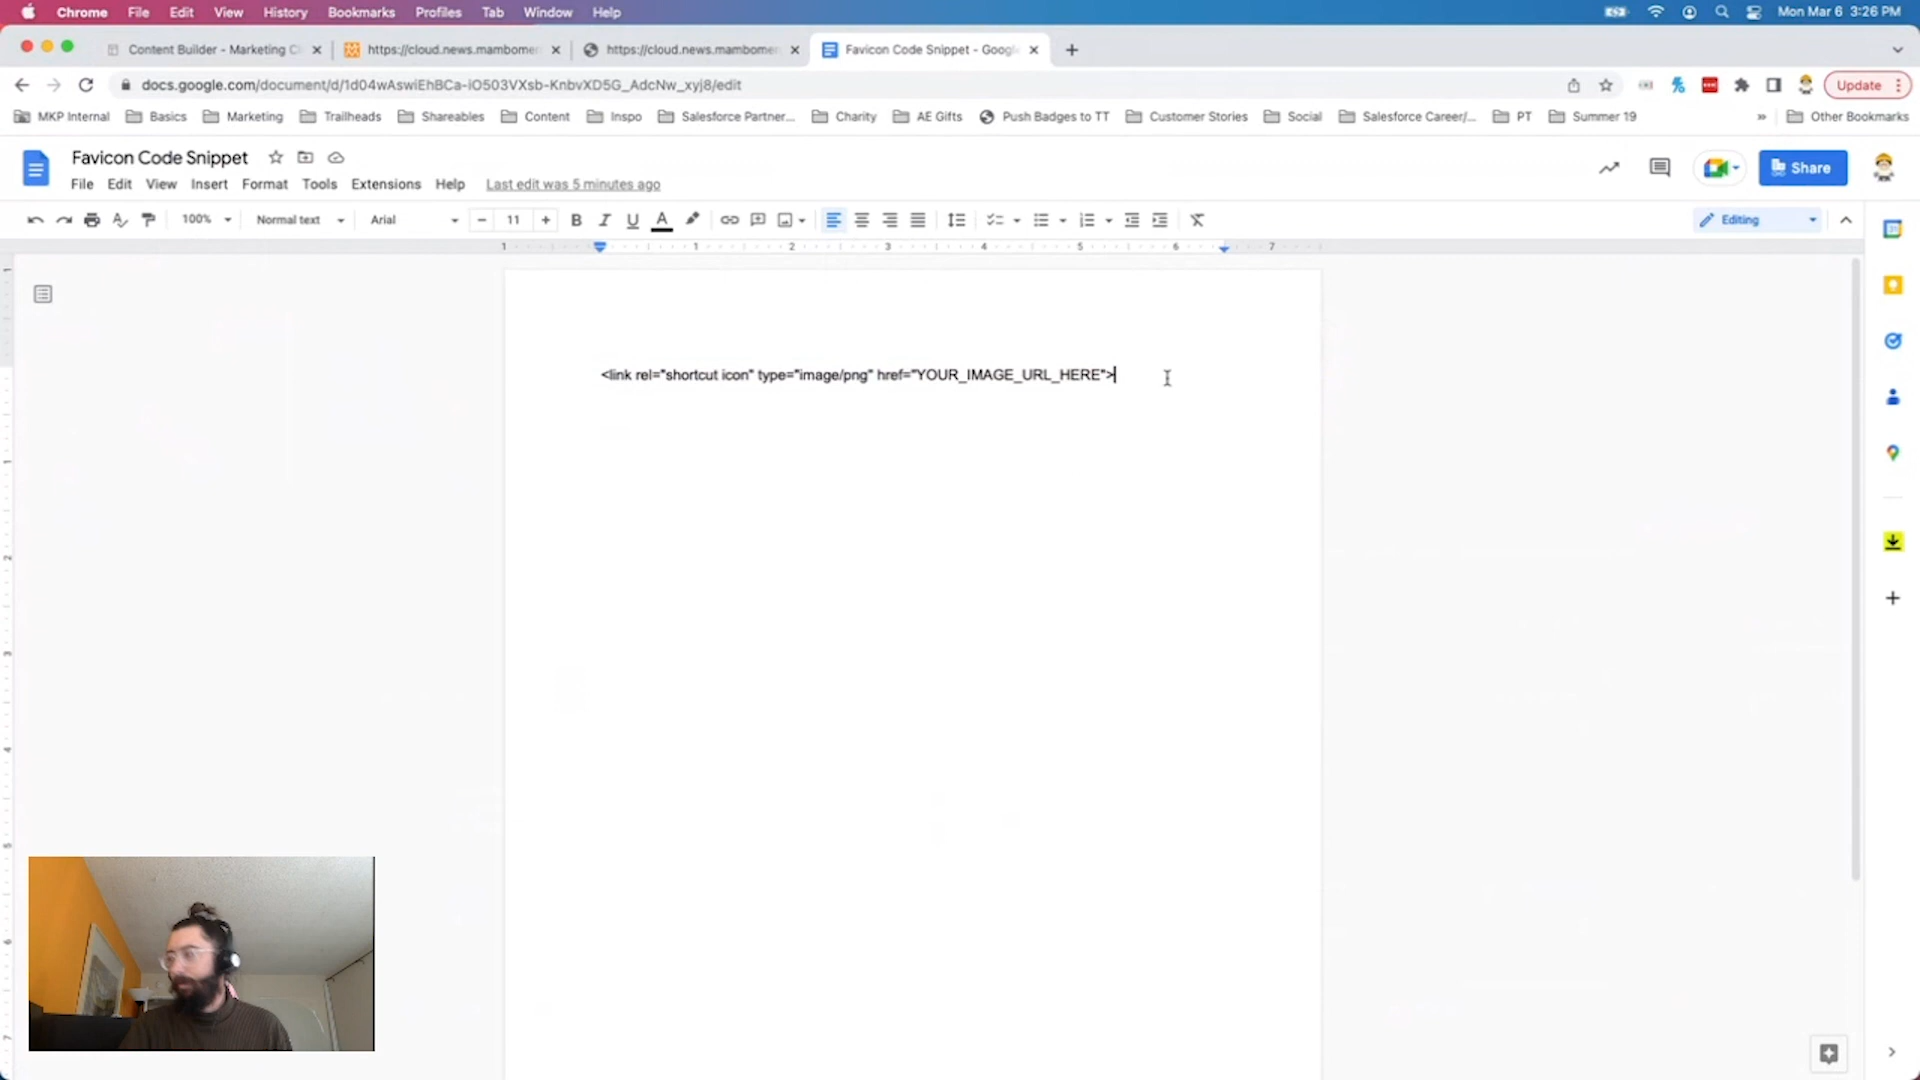 Chrome File Edit View History Bookmarks Profiles Tab Window Help Mon Mar 6 3:26 PM
Content Builder - Marketing C https://cloud.news.mambomen https://cloud.news.mambomen Favicon Code Snippet - Google
docs.google.com/document/d/1d04wAswiEhBCa-iO503VXsb-KnbvXD5G_AdcNw_xyj8/edit Update
MKP Internal Basics Marketing Trailheads Shareables Content Inspo Salesforce Partner... Charity AE Gifts Push Badges to TT Customer Stories Social Salesforce Career/... PT Summer 19 » Other Bookmarks
Favicon Code Snippet
Share
File Edit View Insert Format Tools Extensions Help Last edit was 5 minutes ago
100% Normal text Arial 11 Editing
1 1 2 3 4 5 6 7
<link rel="shortcut icon" type="image/png" href="YOUR_IMAGE_URL_HERE">